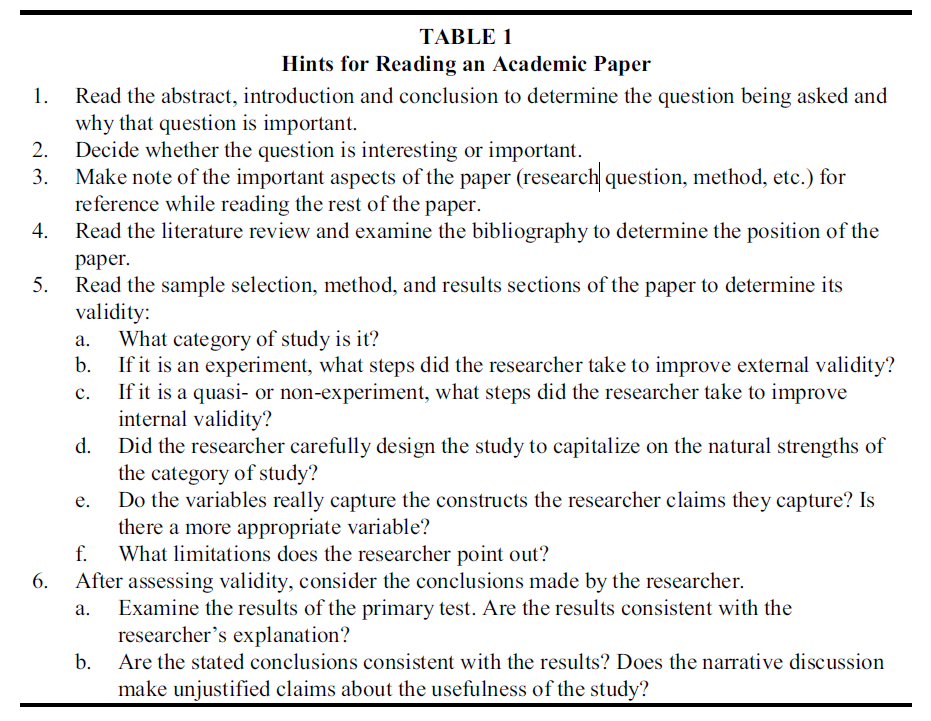 TABLE 1
Hints for Reading an Academic Paper
1. Read the abstract, introduction and conclusion to determine the question being asked and
why that question is important.
2. Decide whether the question is interesting or important.
3. Make note of the important aspects of the paper (research question, method, etc.) for
reference while reading the rest of the paper.
4. Read the literature review and examine the bibliography to determine the position of the
paper.
5. Read the sample selection, method, and results sections of the paper to determine its
validity:
a. What category of study is it?
b. If it is an experiment, what steps did the researcher take to improve external validity?
c. If it is a quasi- or non-experiment, what steps did the researcher take to improve
internal validity?
d. Did the researcher carefully design the study to capitalize on the natural strengths of
the category of study?
e. Do the variables really capture the constructs the researcher claims they capture? Is
there a more appropriate variable?
f. What limitations does the researcher point out?
6. After assessing validity, consider the conclusions made by the researcher.
a. Examine the results of the primary test. Are the results consistent with the
researcher’s explanation?
b. Are the stated conclusions consistent with the results? Does the narrative discussion
make unjustified claims about the usefulness of the study?